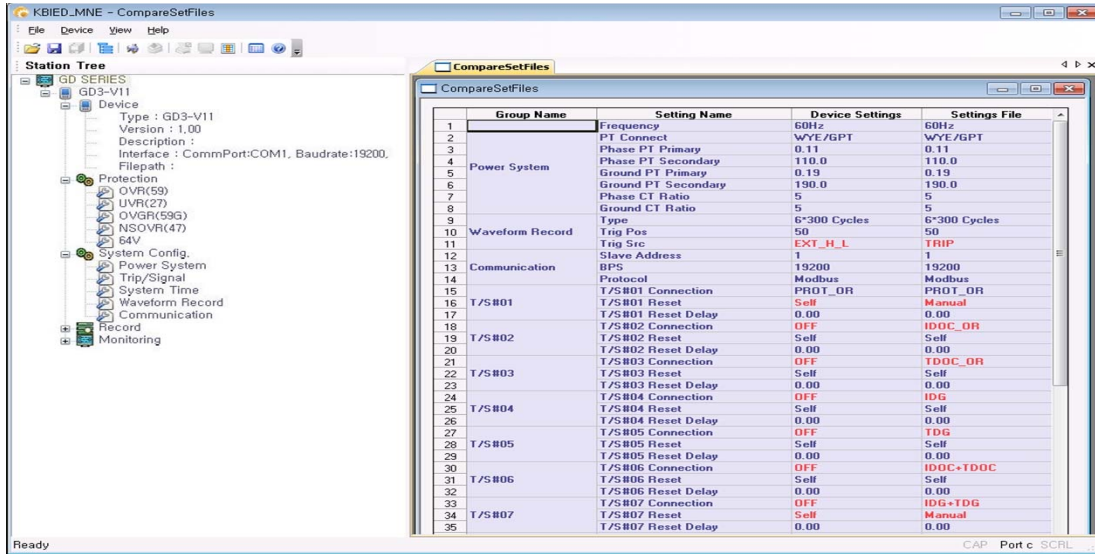 KBIED_MNE - CompareSetFiles
File Device View Help
Station Tree
GD SERIES
GD3-V11
Device
Type : GD3-V11
Version : 1,00
Description :
Interface : CommPort:COM1, Baudrate:19200,
Filepath :
Protection
OVR(59)
UVR(27)
OVGR(59G)
NSOVR(47)
64V
System Config,
Power System
Trip/Signal
System Time
Waveform Record
Communication
Record
Monitoring
CompareSetFiles
CompareSetFiles
Group Name Setting Name Device Settings Settings File
1 Frequency 60Hz 60Hz
2 PT Connect WYE/GPT WYE/GPT
3 Phase PT Primary 0.11 0.11
4 Phase PT Secondary 110.0 110.0
Power System
5 Ground PT Primary 0.19 0.19
6 Ground PT Secondary 190.0 190.0
7 Phase CT Ratio 5 5
8 Ground CT Ratio 5 5
9 Type 6*300 Cycles 6*300 Cycles
10 Waveform Record Trig Pos 50 50
11 Trig Src EXT_H_L TRIP
12 Slave Address 1 1
13 Communication BPS 19200 19200
14 Protocol Modbus Modbus
15 T/S#01 Connection PROT_OR PROT_OR
16 T/S#01 T/S#01 Reset Self Manual
17 T/S#01 Reset Delay 0.00 0.00
18 T/S#02 Connection OFF IDOC_OR
19 T/S#02 T/S#02 Reset Self Self
20 T/S#02 Reset Delay 0.00 0.00
21 T/S#03 Connection OFF TDOC_OR
22 T/S#03 T/S#03 Reset Self Self
23 T/S#03 Reset Delay 0.00 0.00
24 T/S#04 Connection OFF IDG
25 T/S#04 T/S#04 Reset Self Self
26 T/S#04 Reset Delay 0.00 0.00
27 T/S#05 Connection OFF TDG
28 T/S#05 T/S#05 Reset Self Self
29 T/S#05 Reset Delay 0.00 0.00
30 T/S#06 Connection OFF IDOC+TDOC
31 T/S#06 T/S#06 Reset Self Self
32 T/S#06 Reset Delay 0.00 0.00
33 T/S#07 Connection OFF IDG+TDG
34 T/S#07 T/S#07 Reset Self Manual
35 T/S#07 Reset Delay 0.00 0.00
Ready CAP Port c SCRL